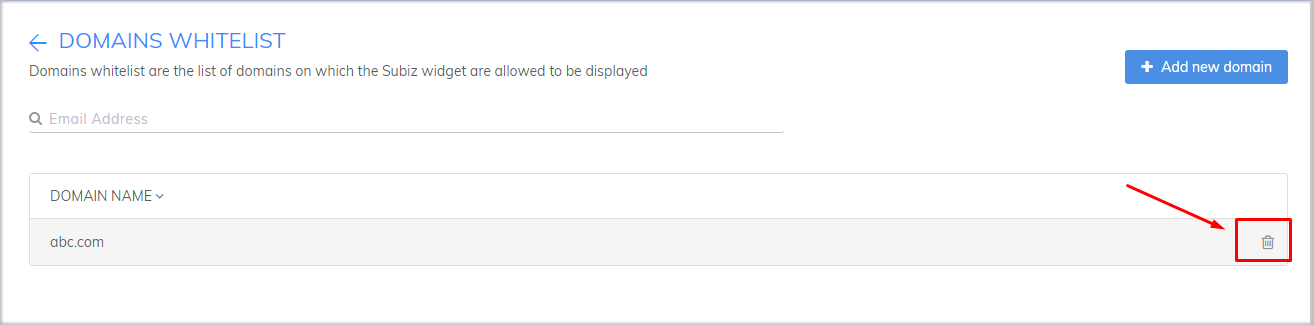 DOMAINS WHITELIST
Domains whitelist are the list of domains on which the Subiz widget are allowed to be displayed
Add new domain
Email Address
DOMAIN NAME
abc.com